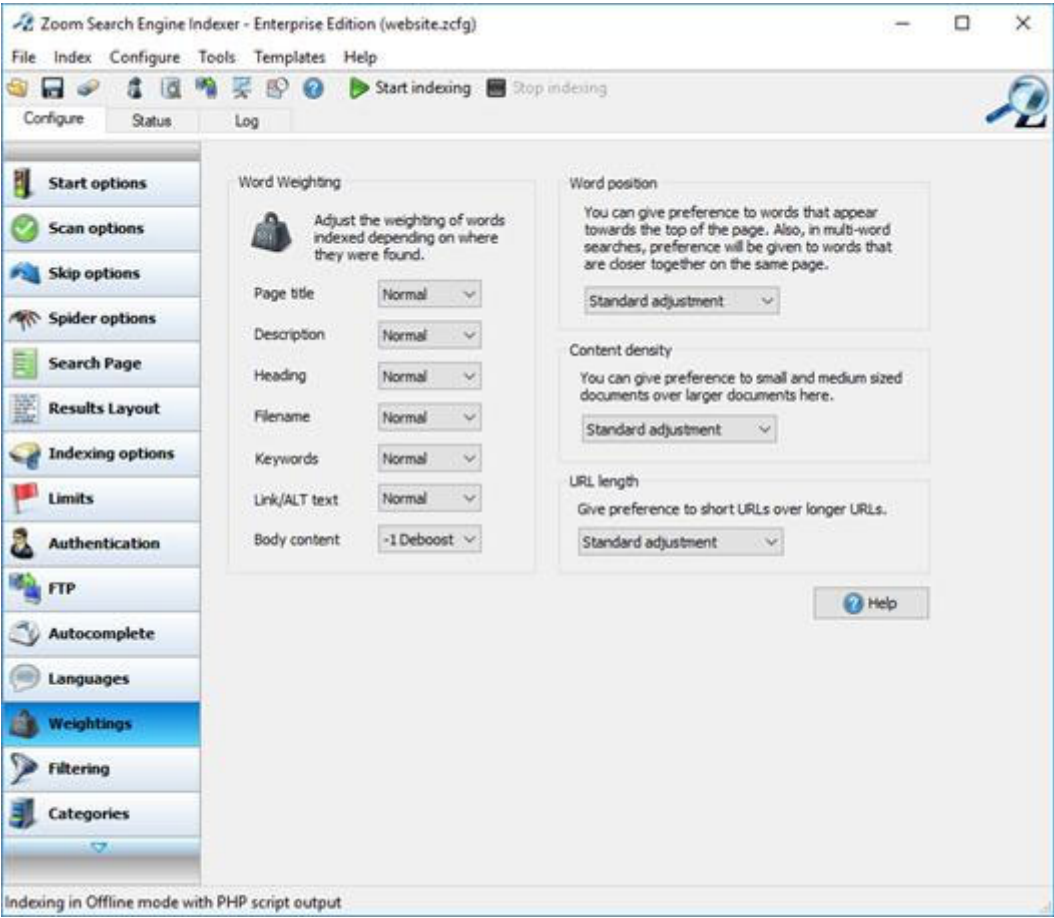 Zoom Search Engine Indexer - Enterprise Edition (website.zcfg)
File Index Configure Tools Templates Help
Start indexing Stop indexing
Configure Status Log
Start options
Scan options
Skip options
Spider options
Search Page
Results Layout
Indexing options
Limits
Authentication
FTP
Autocomplete
Languages
Weightings
Filtering
Categories
Word Weighting
Adjust the weighting of words
indexed depending on where
they were found.
Page title Normal
Description Normal
Heading Normal
Filename Normal
Keywords Normal
Link/ALT text Normal
Body content -1 Deboost
Word position
You can give preference to words that appear
towards the top of the page. Also, in multi-word
searches, preference will be given to words that
are closer together on the same page.
Standard adjustment
Content density
You can give preference to small and medium sized
documents over larger documents here.
Standard adjustment
URL length
Give preference to short URLs over longer URLs.
Standard adjustment
Help
Indexing in Offline mode with PHP script output